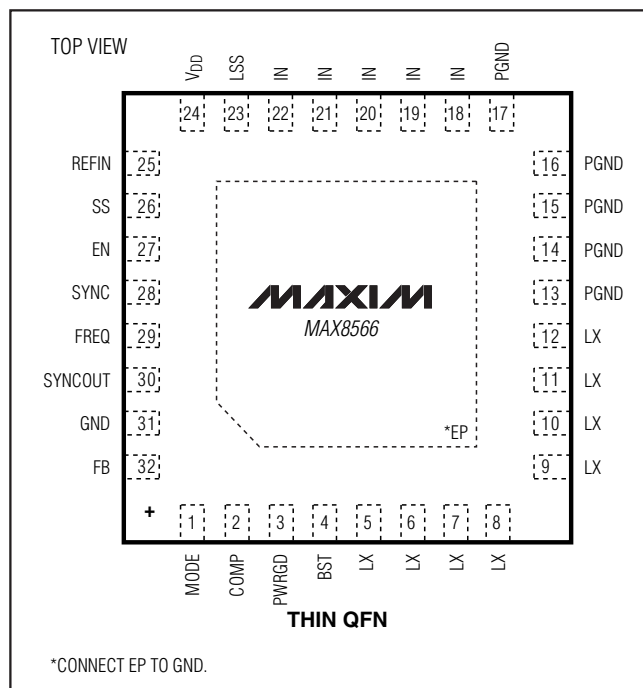 TOP VIEW
VDD
LSS
IN
IN
IN
IN
IN
PGND
24
23
22
21
20
19
18
17
REFIN
25
SS
26
EN
27
SYNC
28
FREQ
29
SYNCOUT
30
GND
31
FB
32
16
PGND
15
PGND
14
PGND
13
PGND
12
LX
11
LX
10
LX
9
LX
MAXIM
MAX8566
*EP
+
1
2
3
4
5
6
7
8
MODE
COMP
PWRGD
BST
LX
LX
LX
LX
THIN QFN
*CONNECT EP TO GND.